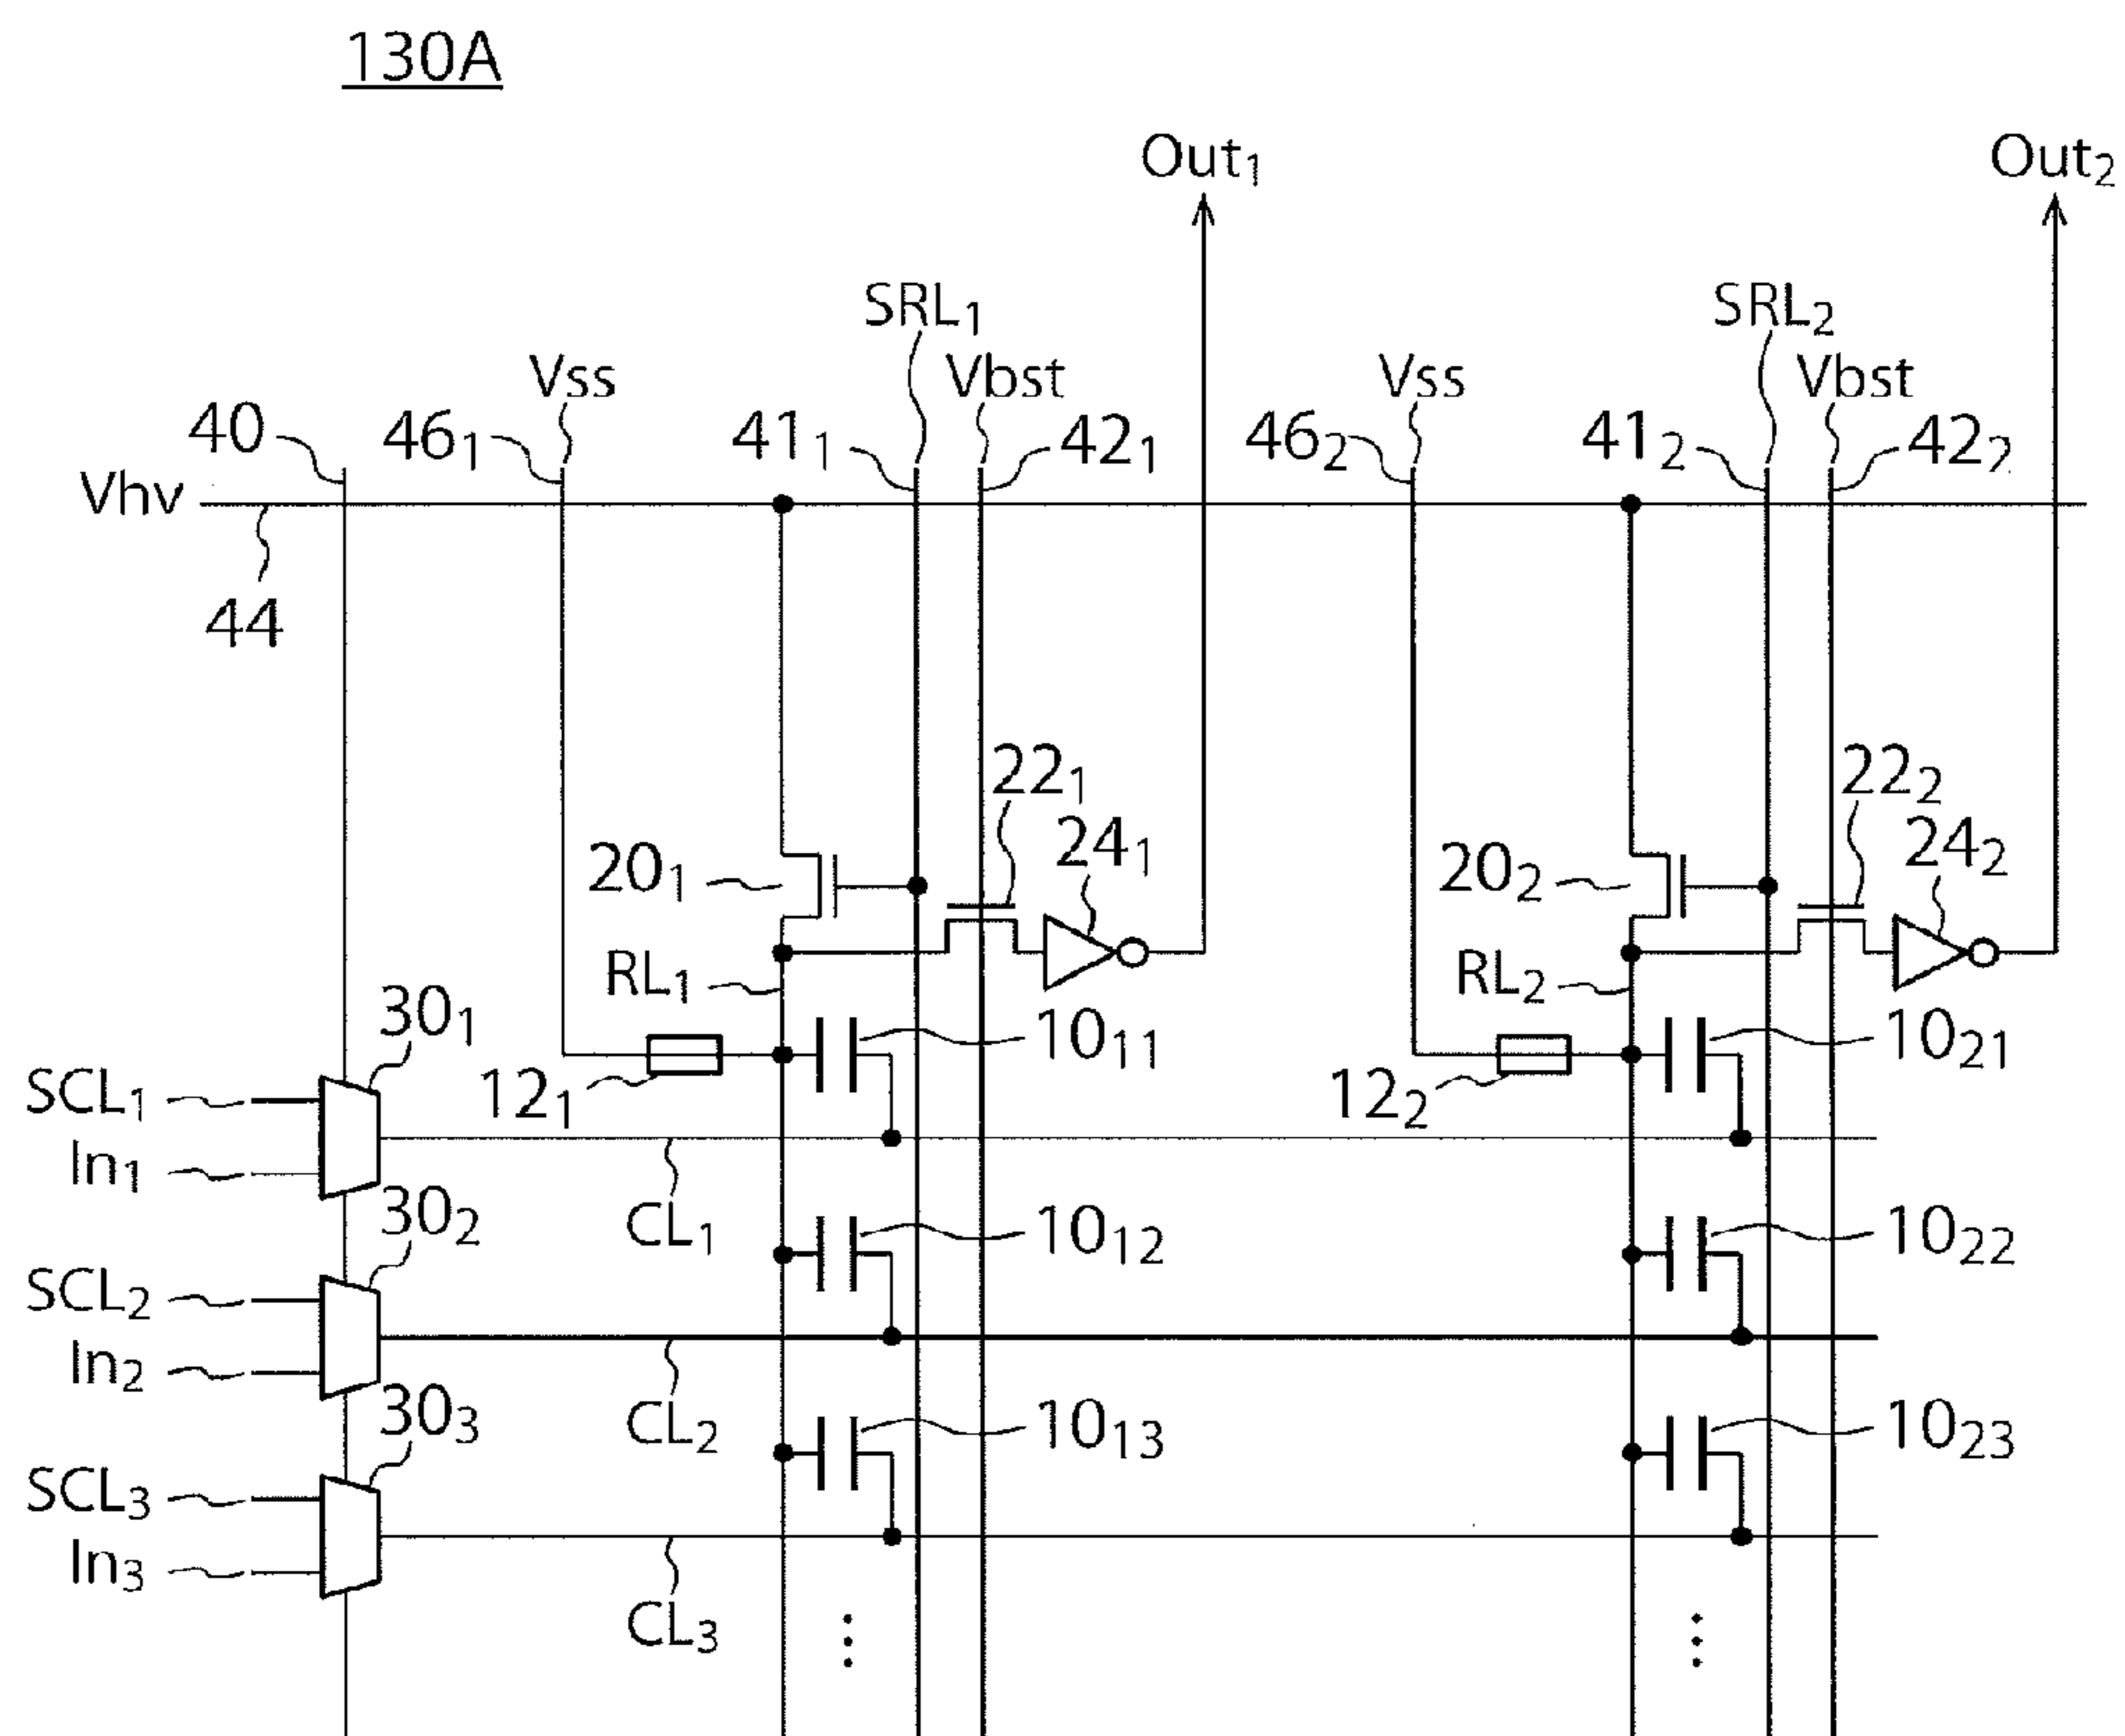 130A
Out₁ Out₂
SRL₁ SRL₂
Vss Vbst Vss Vbst
40 46₁ 41₁ 42₁ 46₂ 41₂ 42₂
Vhv
44
22₁ 22₂
20₁ 24₁ 20₂ 24₂
RL₁ RL₂
30₁ 10₁₁ 10₂₁
SCL₁ 12₁ 12₂
In₁
30₂ CL₁ 10₁₂ 10₂₂
SCL₂
In₂
30₃ CL₂ 10₁₃ 10₂₃
SCL₃
In₃
CL₃